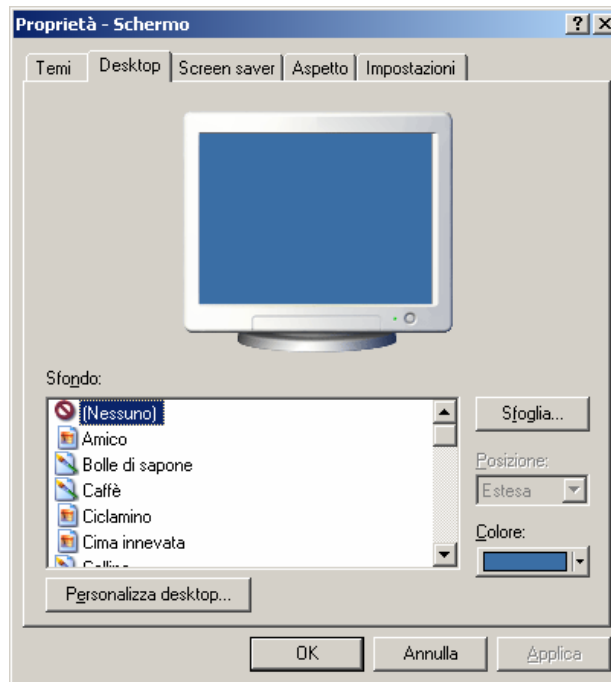 Proprietà - Schermo
Temi Desktop Screen saver Aspetto Impostazioni
Sfondo:
(Nessuno)
Amico
Bolle di sapone
Caffè
Ciclamino
Cima innevata
Sfoglia...
Posizione:
Estesa
Colore:
Personalizza desktop...
OK Annulla Applica